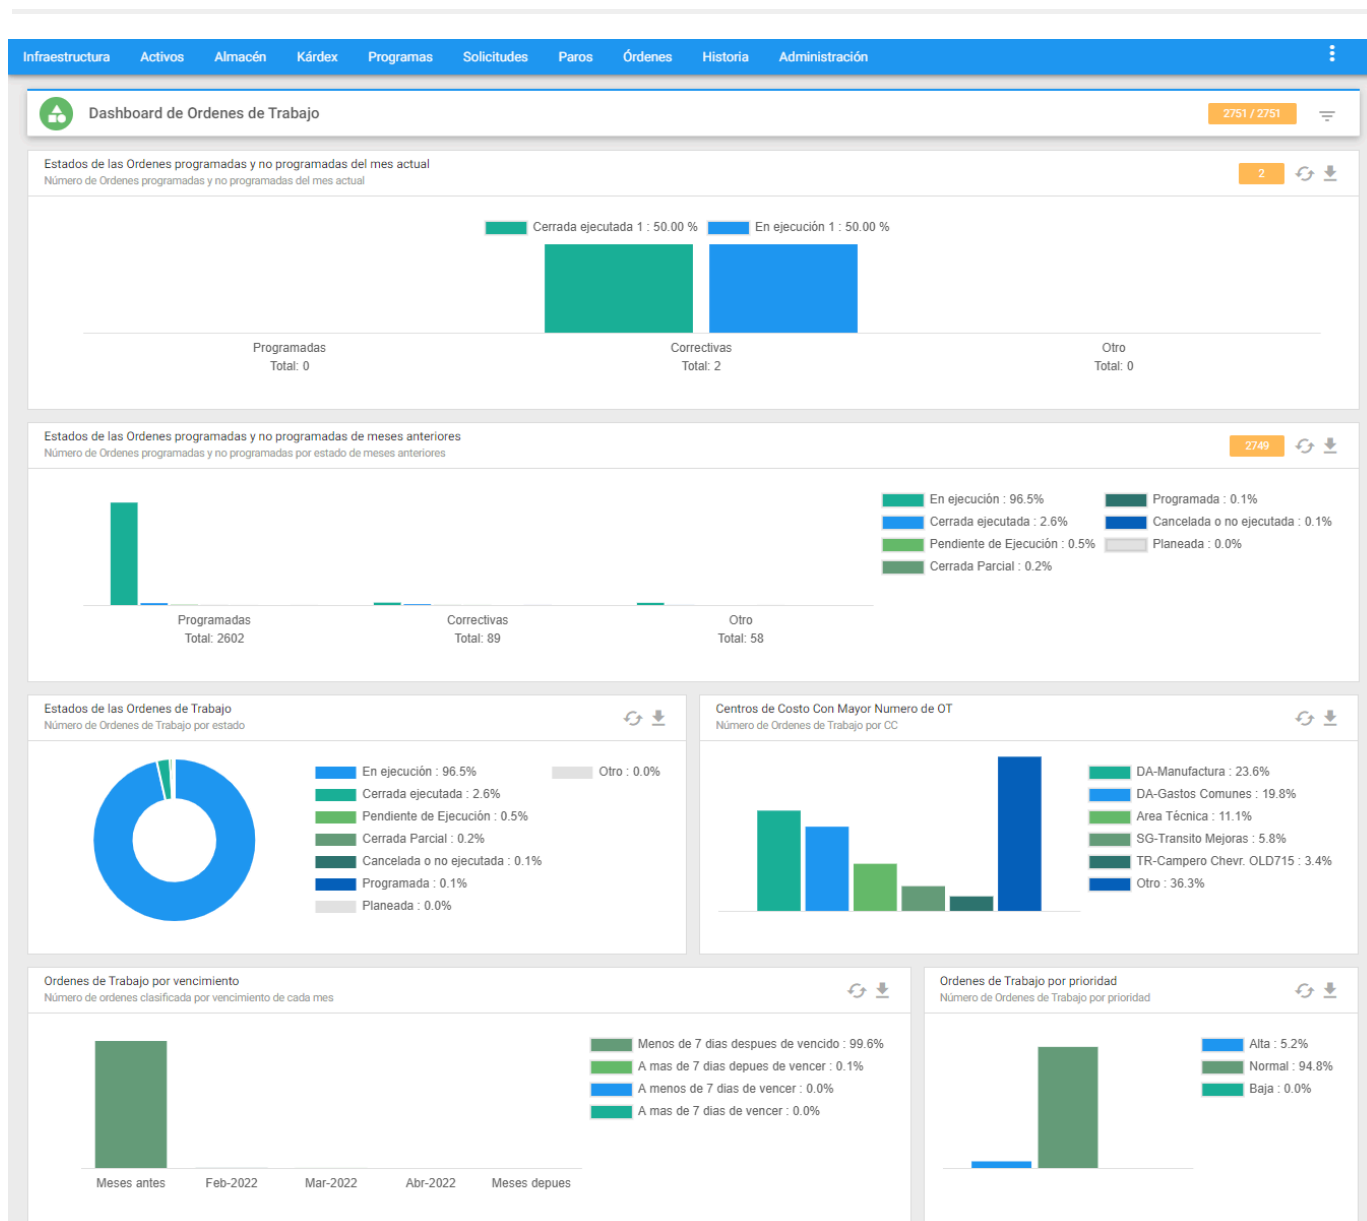 Infraestructura Activos Almacén Kárdex Programas Solicitudes Paros Órdenes Historia Administración
Dashboard de Ordenes de Trabajo
2751 / 2751
Estados de las Ordenes programadas y no programadas del mes actual
Número de Ordenes programadas y no programadas del mes actual
2
Cerrada ejecutada 1 : 50.00 % En ejecución 1 : 50.00 %
Programadas Correctivas Otro
Total: 0 Total: 2 Total: 0
Estados de las Ordenes programadas y no programadas de meses anteriores
Número de Ordenes programadas y no programadas por estado de meses anteriores
2749
En ejecución : 96.5% Programada : 0.1%
Cerrada ejecutada : 2.6% Cancelada o no ejecutada : 0.1%
Pendiente de Ejecución : 0.5% Planeada : 0.0%
Cerrada Parcial : 0.2%
Programadas Correctivas Otro
Total: 2602 Total: 89 Total: 58
Estados de las Ordenes de Trabajo
Número de Ordenes de Trabajo por estado
En ejecución : 96.5% Otro : 0.0%
Cerrada ejecutada : 2.6%
Pendiente de Ejecución : 0.5%
Cerrada Parcial : 0.2%
Cancelada o no ejecutada : 0.1%
Programada : 0.1%
Planeada : 0.0%
Centros de Costo Con Mayor Numero de OT
Número de Ordenes de Trabajo por CC
DA-Manufactura : 23.6%
DA-Gastos Comunes : 19.8%
Area Técnica : 11.1%
SG-Transito Mejoras : 5.8%
TR-Campero Chevr. OLD715 : 3.4%
Otro : 36.3%
Ordenes de Trabajo por vencimiento
Número de ordenes clasificada por vencimiento de cada mes
Menos de 7 dias despues de vencido : 99.6%
A mas de 7 dias depues de vencer : 0.1%
A menos de 7 dias de vencer : 0.0%
A mas de 7 dias de vencer : 0.0%
Meses antes Feb-2022 Mar-2022 Abr-2022 Meses depues
Ordenes de Trabajo por prioridad
Número de Ordenes de Trabajo por prioridad
Alta : 5.2%
Normal : 94.8%
Baja : 0.0%